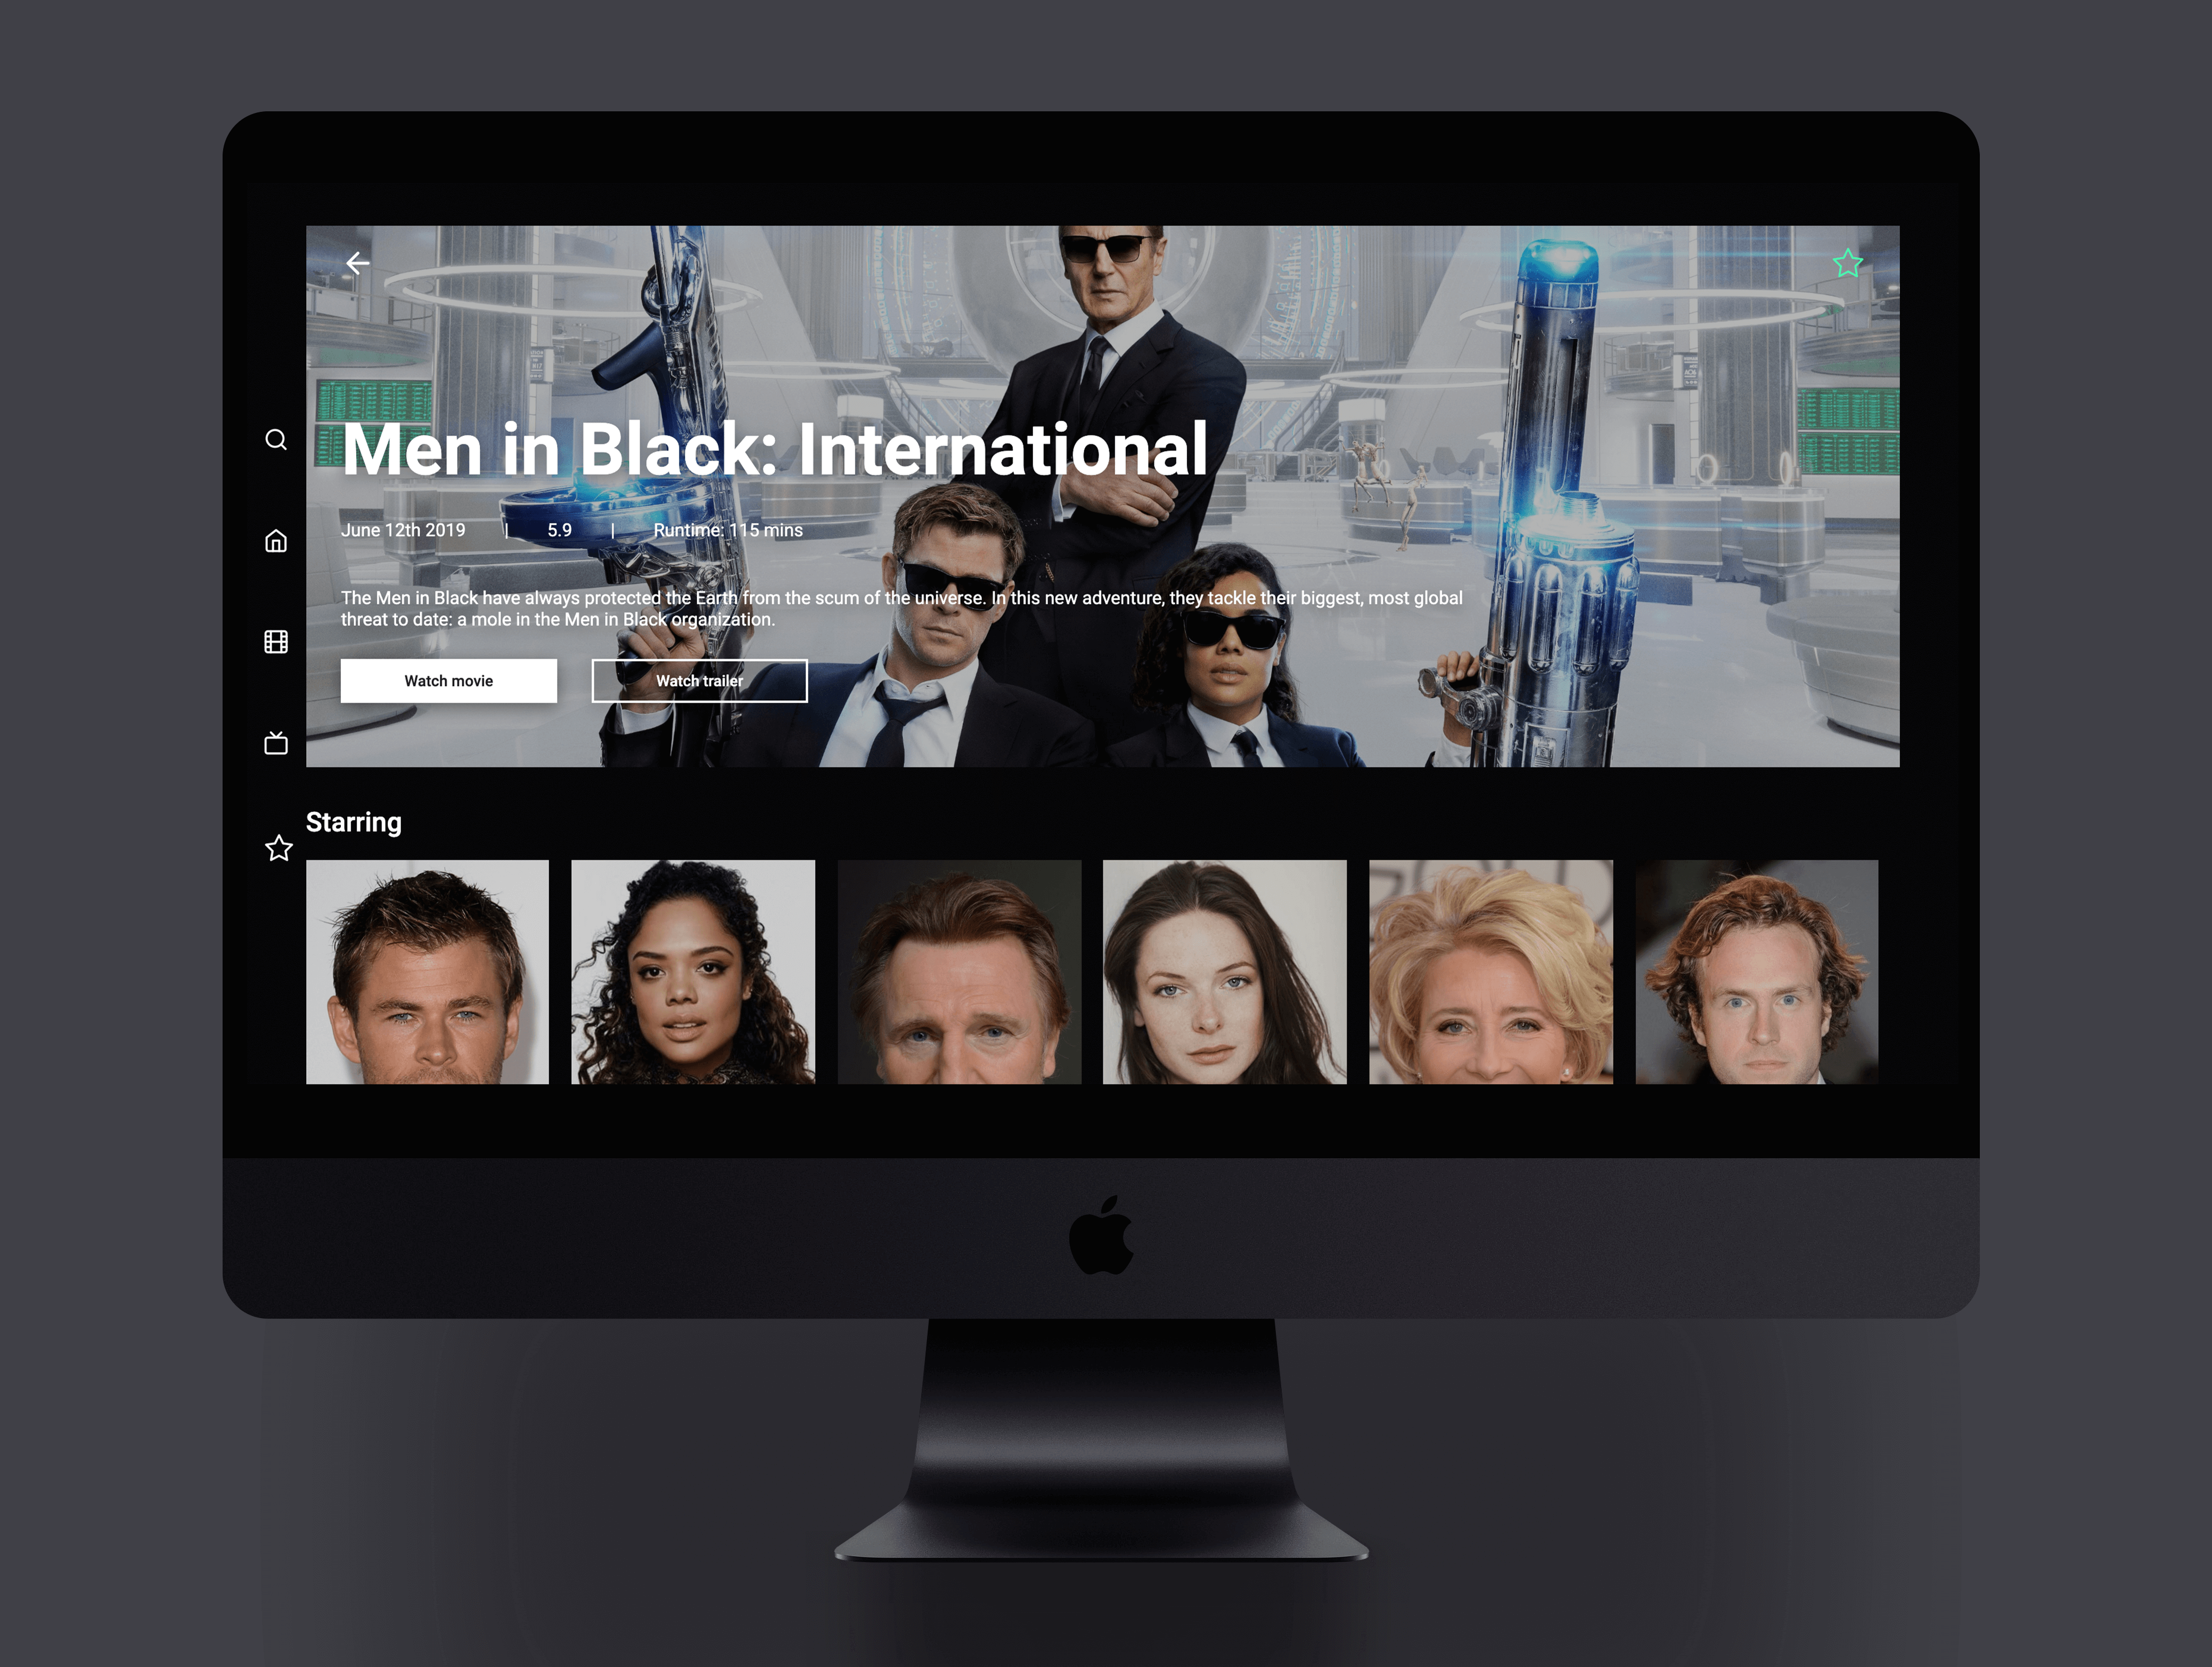 Men in Black: International
June 12th 2019 | 5.9 | Runtime: 115 mins
The Men in Black have always protected the Earth from the scum of the universe. In this new adventure, they tackle their biggest, most global
threat to date: a mole in the Men in Black organization.
Watch movie
Watch trailer
Starring